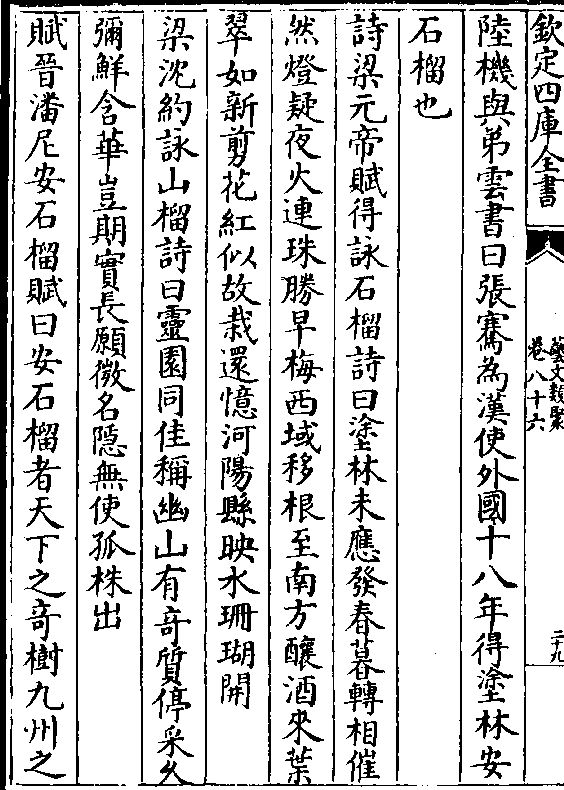 欽定四庫全書
藝文類聚
卷八十六
二十九
陸機與弟雲書曰張騫為漢使外國十八年得塗林安
石榴也
詩梁元帝賦得詠石榴詩曰塗林未應發春暮轉相催
然燈疑夜火連珠勝早梅西域移根至南方釀酒來葉
翠如新剪花紅似故栽還憶河陽縣映水珊瑚開
梁沈約詠山榴詩曰靈園同佳稱幽山有奇質停采久
彌鮮含華豈期實長願微名隱無使孤株出
賦晉潘尼安石榴賦曰安石榴者天下之奇樹九州之